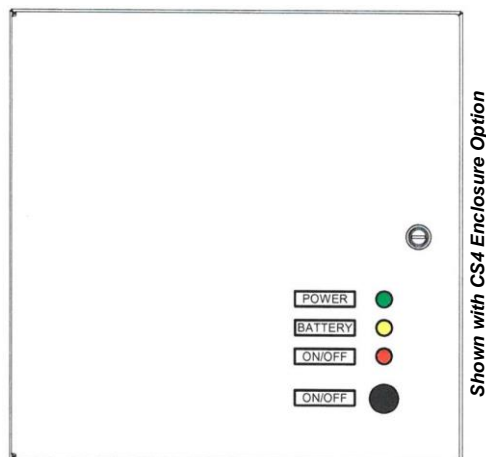 POWER
BATTERY
ON/OFF
ON/OFF
Shown with CS4 Enclosure Option